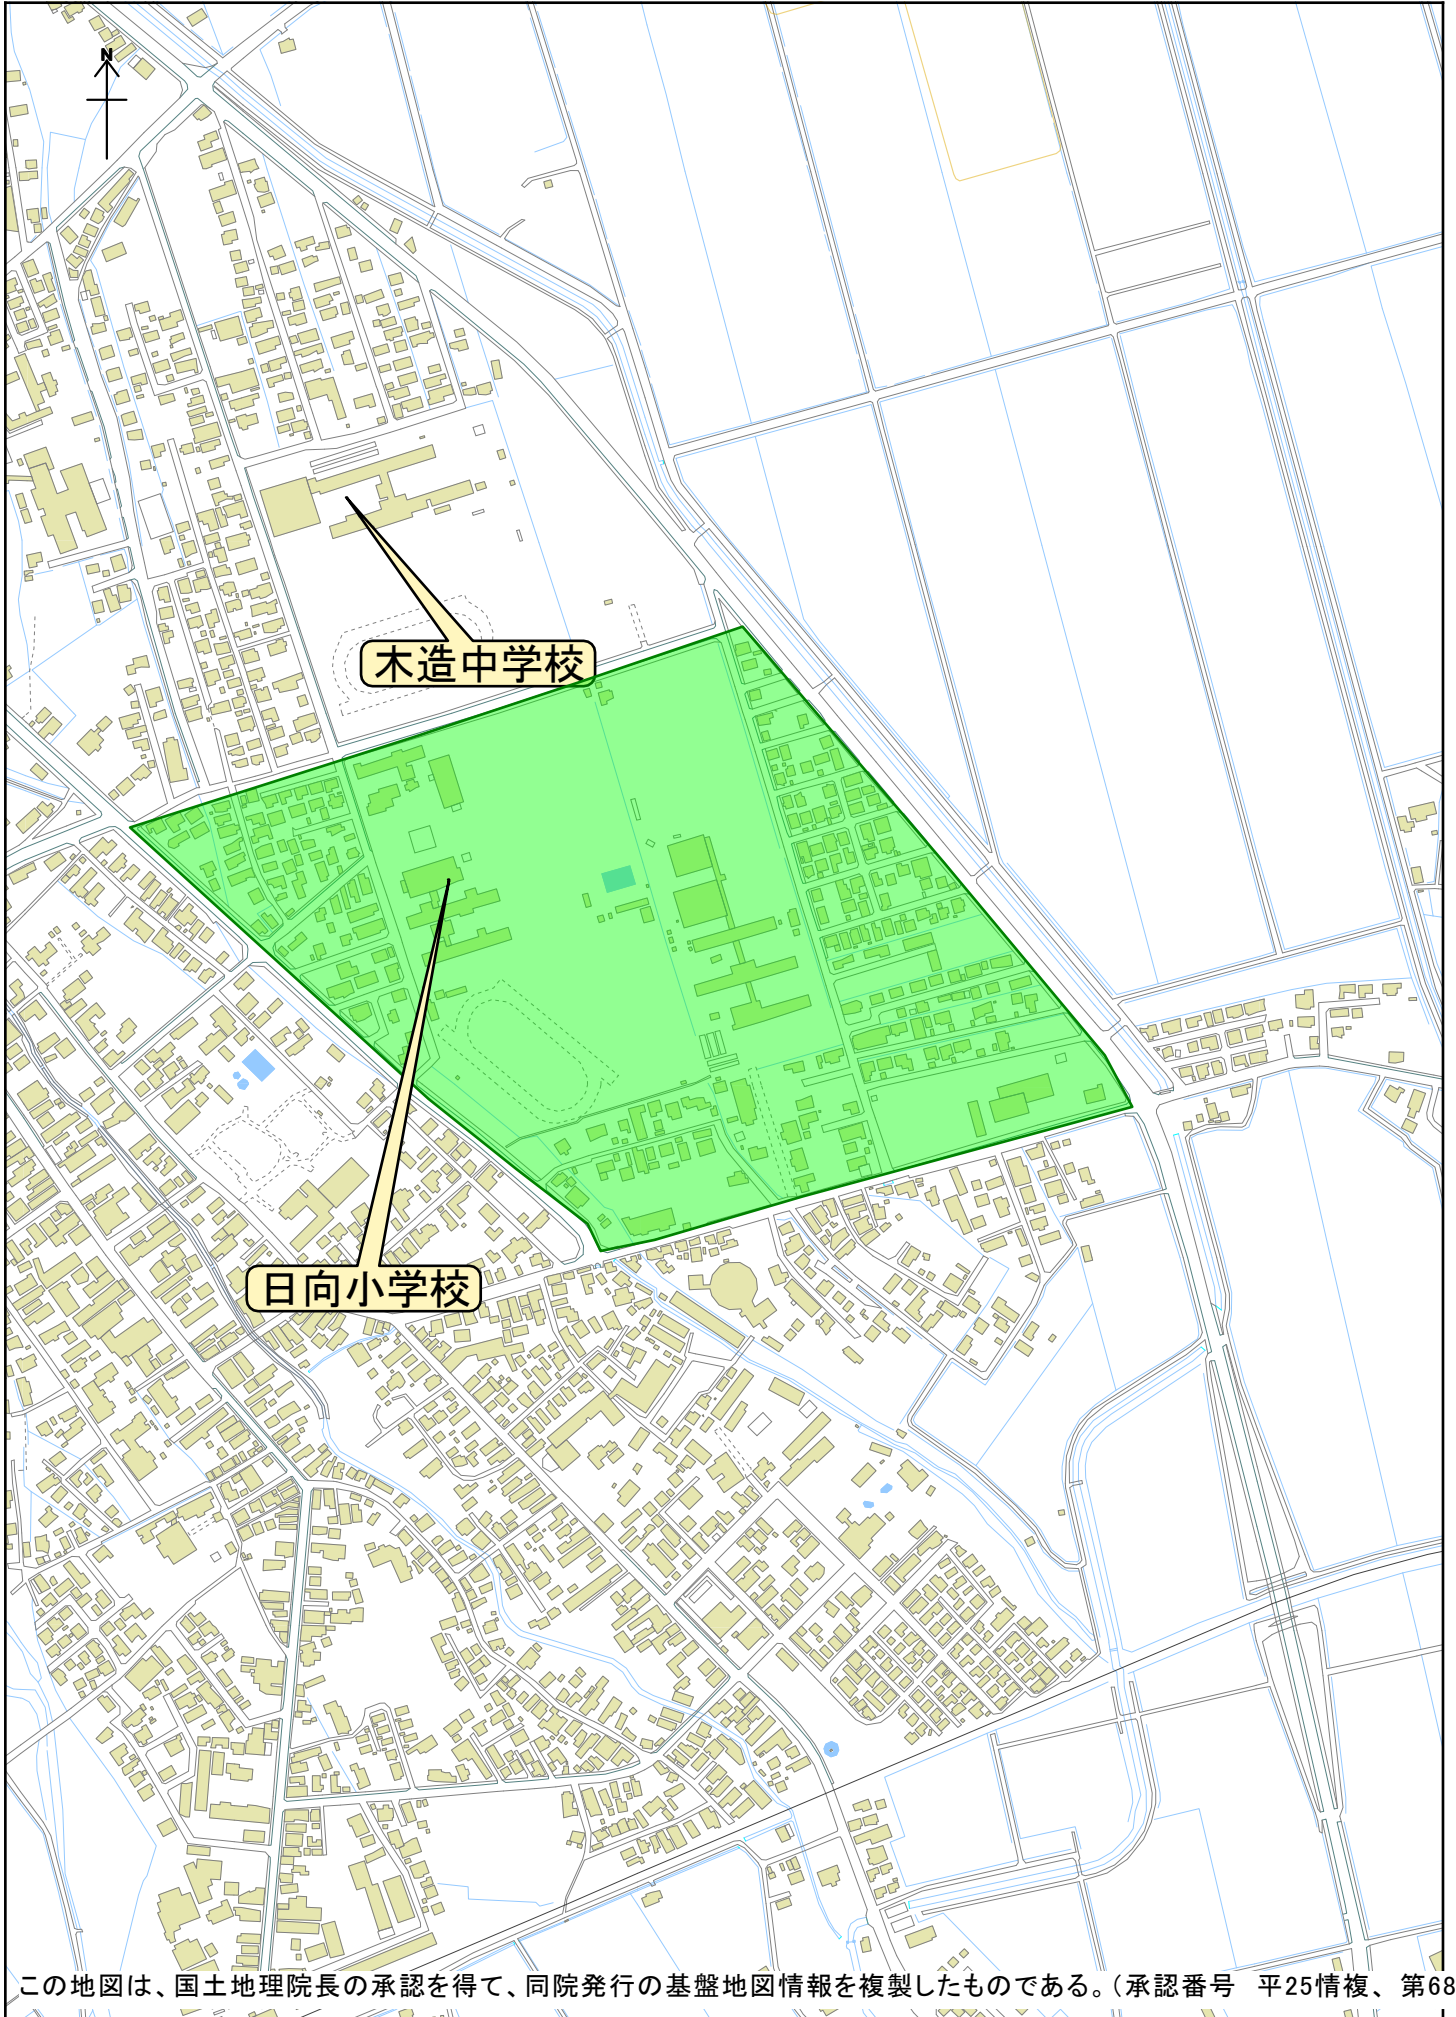 N
木造中学校
日向小学校
この地図は、国土地理院長の承認を得て、同院発行の基盤地図情報を複製したものである。（承認番号　平25情複、 第68